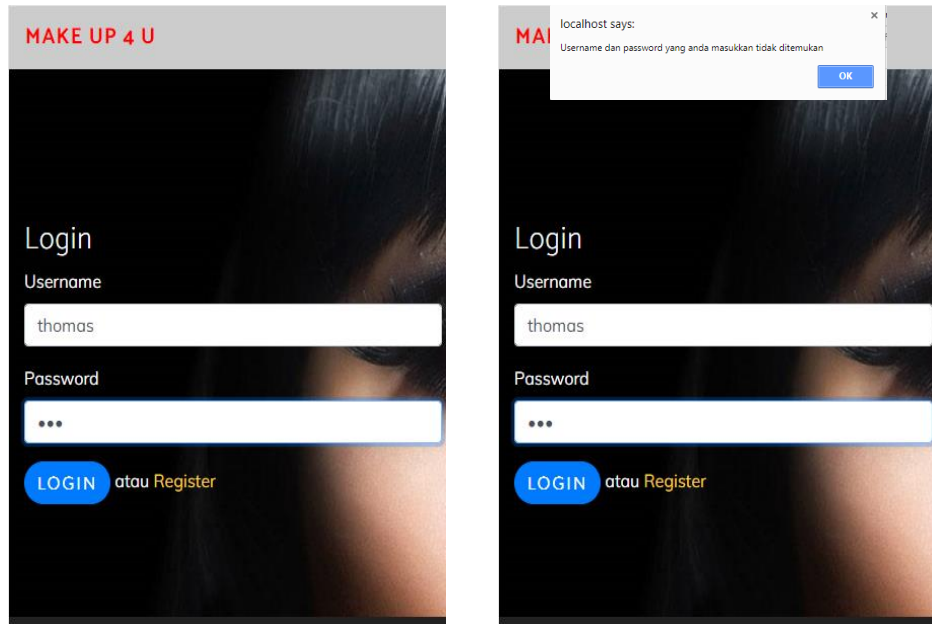 MAKE UP 4 U
Login
Username
thomas
Password
•••
LOGIN atau Register
MA
localhost says:
Username dan password yang anda masukkan tidak ditemukan
OK
Login
Username
thomas
Password
•••
LOGIN atau Register